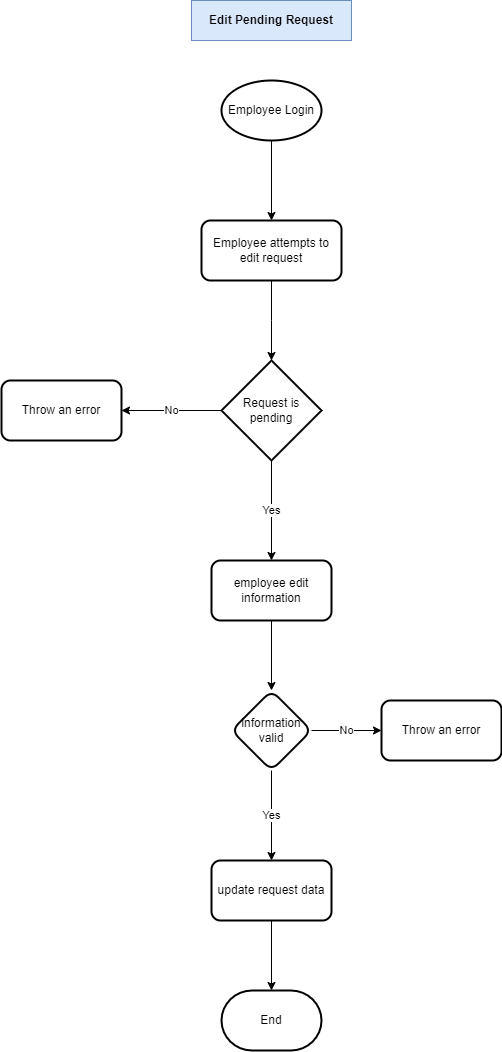 Edit Pending Request
Employee Login
Employee attempts to
edit request
Request is
pending
No
Throw an error
Yes
employee edit
information
information
valid
No
Throw an error
Yes
update request data
End